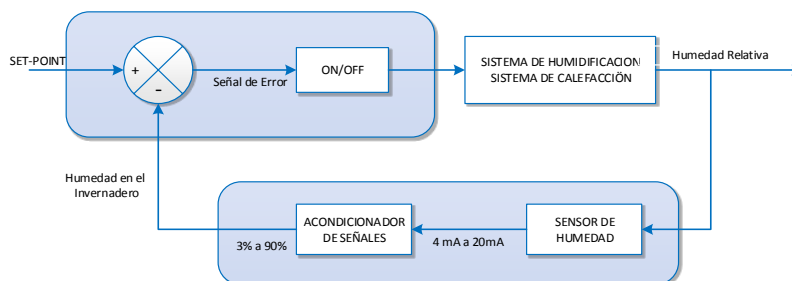 SET-POINT
+
-
Señal de Error
ON/OFF
SISTEMA DE HUMIDIFICACION
SISTEMA DE CALEFACCÏÓN
Humedad Relativa
Humedad en el
Invernadero
3% a 90%
ACONDICIONADOR
DE SEÑALES
4 mA a 20mA
SENSOR DE
HUMEDAD